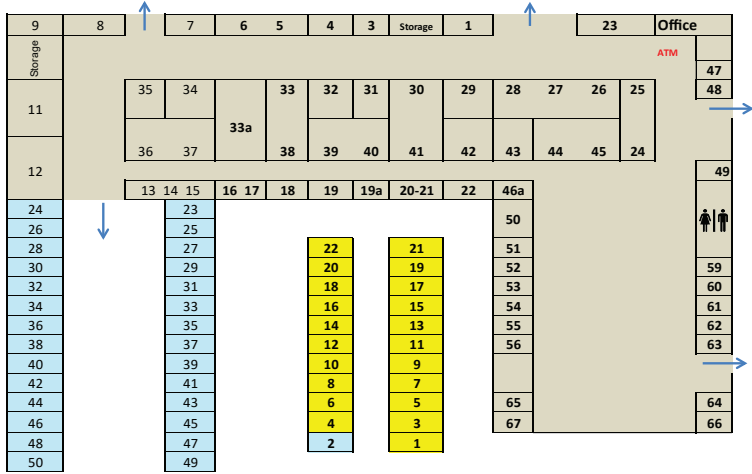 9 8 7 6 5 4 3 Storage 1 23 Office
Storage
ATM
47
11 35 34 33 32 31 30 29 28 27 26 25 48
33a
36 37 38 39 40 41 42 43 44 45 24
12 49
13 14 15 16 17 18 19 19a 20-21 22 46a
24 23
50
26 25
28 27 22 21 51
30 29 20 19 52 59
32 31 18 17 53 60
34 33 16 15 54 61
36 35 14 13 55 62
38 37 12 11 56 63
40 39 10 9
42 41 8 7
44 43 6 5 65 64
46 45 4 3 67 66
48 47 2 1
50 49